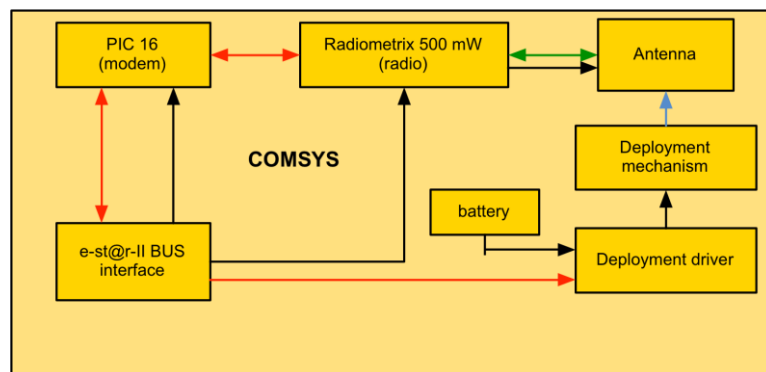 PIC 16
(modem)
Radiometrix 500 mW
(radio)
Antenna
COMSYS
Deployment
mechanism
battery
e-st@r-II BUS
interface
Deployment driver